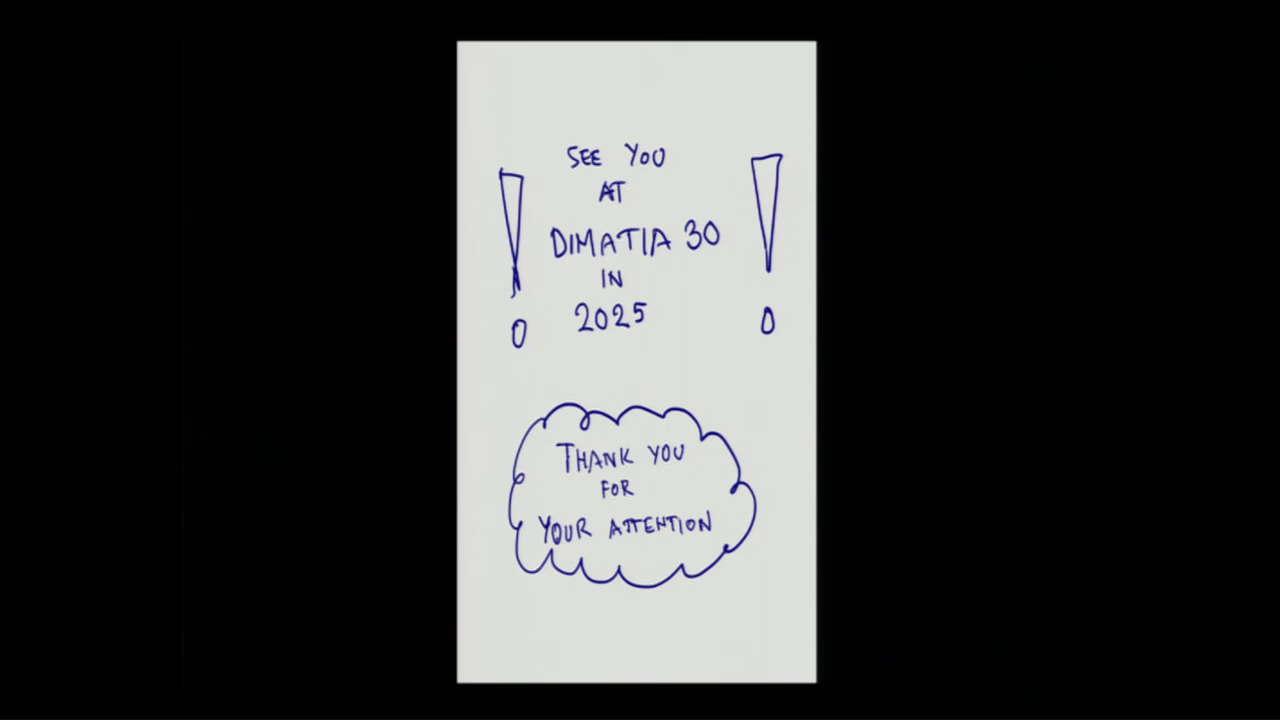 SEE YOU
AT
DIMATIA 30
IN
2025
THANK YOU
FOR
YOUR ATTENTION